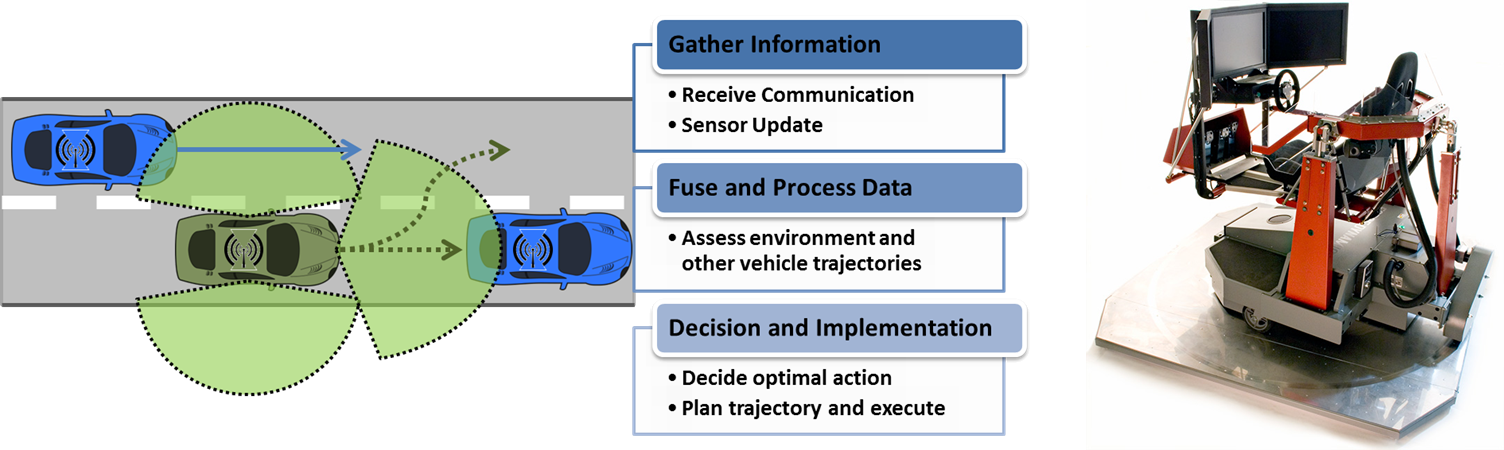 Gather Information
• Receive Communication
• Sensor Update
Fuse and Process Data
• Assess environment and
other vehicle trajectories
Decision and Implementation
• Decide optimal action
• Plan trajectory and execute